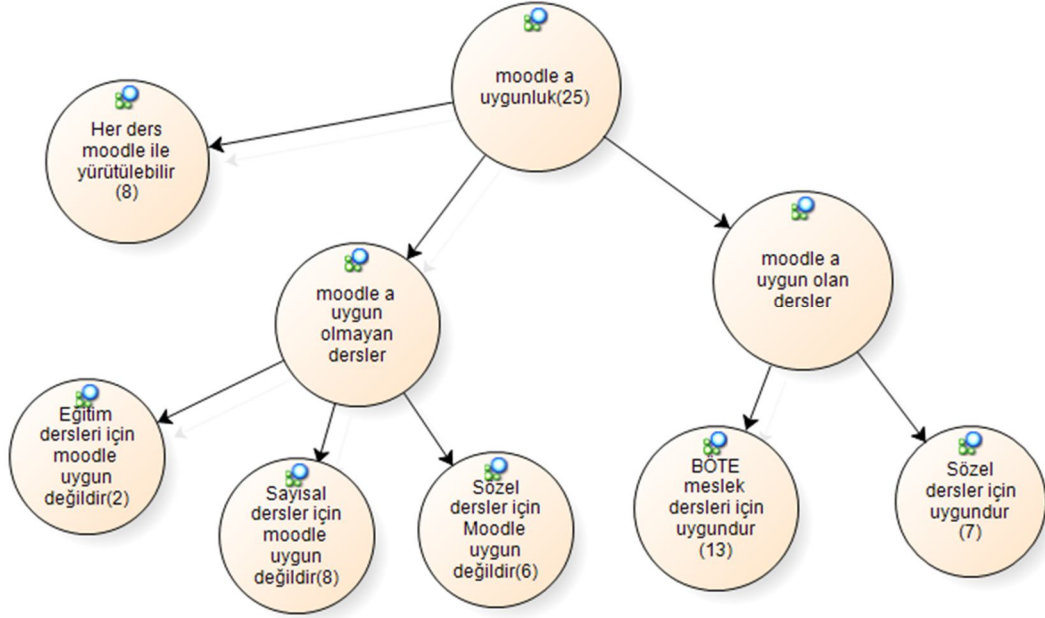 moodle a
uygunluk(25)
Her ders
moodle ile
yürütülebilir
(8)
moodle a
uygun olan
dersler
moodle a
uygun
olmayan
dersler
Eğitim
dersleri için
moodle
uygun
değildir(2)
Sayısal
dersler için
moodle
uygun
değildir(8)
Sözel
dersler için
Moodle
uygun
değildir(6)
BÖTE
meslek
dersleri için
uygundur
(13)
Sözel
dersler için
uygundur
(7)